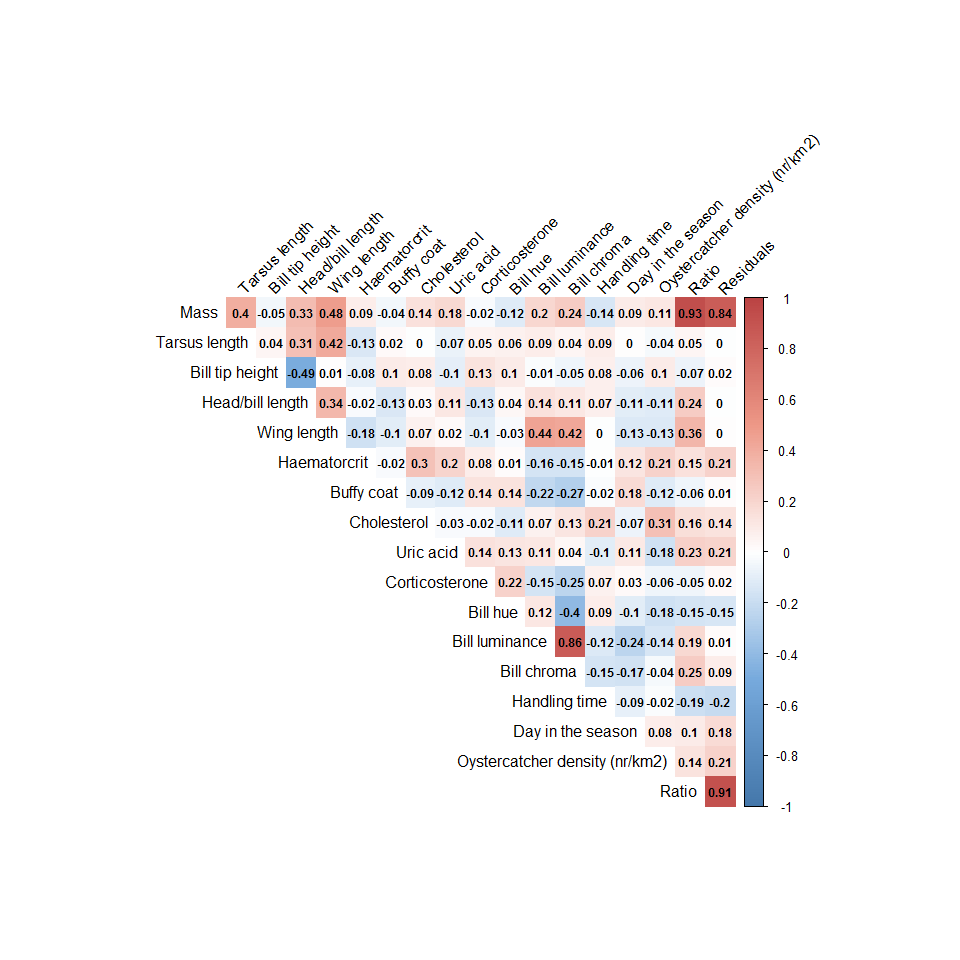 Tarsus length
Bill tip height
Head/bill length
Wing length
Haematorcrit
Buffy coat
Cholesterol
Uric acid
Corticosterone
Bill hue
Bill luminance
Bill chroma
Handling time
Day in the season
Oystercatcher density (nr/km2)
Ratio
Residuals
Mass 0.4 -0.05 0.33 0.48 0.09 -0.04 0.14 0.18 -0.02 -0.12 0.2 0.24 -0.14 0.09 0.11 0.93 0.84
Tarsus length 0.04 0.31 0.42 -0.13 0.02 0 -0.07 0.05 0.06 0.09 0.04 0.09 0 -0.04 0.05 0
Bill tip height -0.49 0.01 -0.08 0.1 0.08 -0.1 0.13 0.1 -0.01 -0.05 0.08 -0.06 0.1 -0.07 0.02
Head/bill length 0.34 -0.02 -0.13 0.03 0.11 -0.13 0.04 0.14 0.11 0.07 -0.11 -0.11 0.24 0
Wing length -0.18 -0.1 0.07 0.02 -0.1 -0.03 0.44 0.42 0 -0.13 -0.13 0.36 0
Haematorcrit -0.02 0.3 0.2 0.08 0.01 -0.16 -0.15 -0.01 0.12 0.21 0.15 0.21
Buffy coat -0.09 -0.12 0.14 0.14 -0.22 -0.27 -0.02 0.18 -0.12 -0.06 0.01
Cholesterol -0.03 -0.02 -0.11 0.07 0.13 0.21 -0.07 0.31 0.16 0.14
Uric acid 0.14 0.13 0.11 0.04 -0.1 0.11 -0.18 0.23 0.21
Corticosterone 0.22 -0.15 -0.25 0.07 0.03 -0.06 -0.05 0.02
Bill hue 0.12 -0.4 0.09 -0.1 -0.18 -0.15 -0.15
Bill luminance 0.86 -0.12 -0.24 -0.14 0.19 0.01
Bill chroma -0.15 -0.17 -0.04 0.25 0.09
Handling time -0.09 -0.02 -0.19 -0.2
Day in the season 0.08 0.1 0.18
Oystercatcher density (nr/km2) 0.14 0.21
Ratio 0.91
1
0.8
0.6
0.4
0.2
0
-0.2
-0.4
-0.6
-0.8
-1